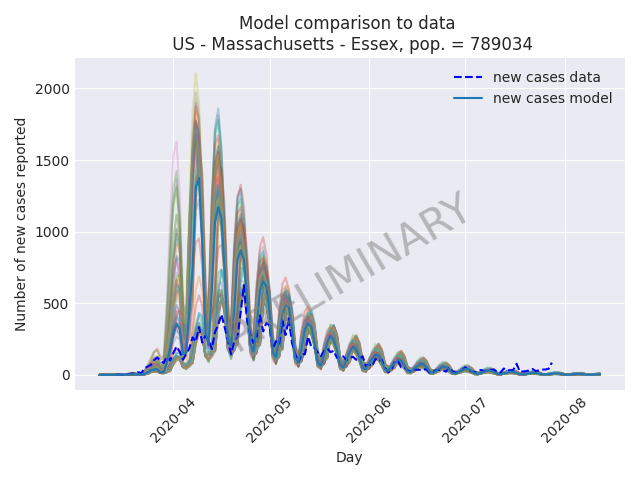 Model comparison to data
US - Massachusetts - Essex, pop. = 789034
new cases data
new cases model
PRELIMINARY
Number of new cases reported
2000
1500
1000
500
0
2020-04
2020-05
2020-06
2020-07
2020-08
Day